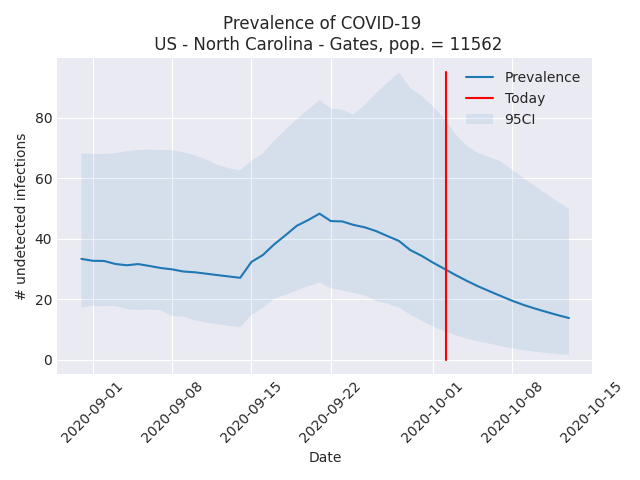 Prevalence of COVID-19
US - North Carolina - Gates, pop. = 11562
Prevalence
Today
95CI
# undetected infections
80
60
40
20
0
2020-09-01
2020-09-08
2020-09-15
2020-09-22
2020-10-01
2020-10-08
2020-10-15
Date